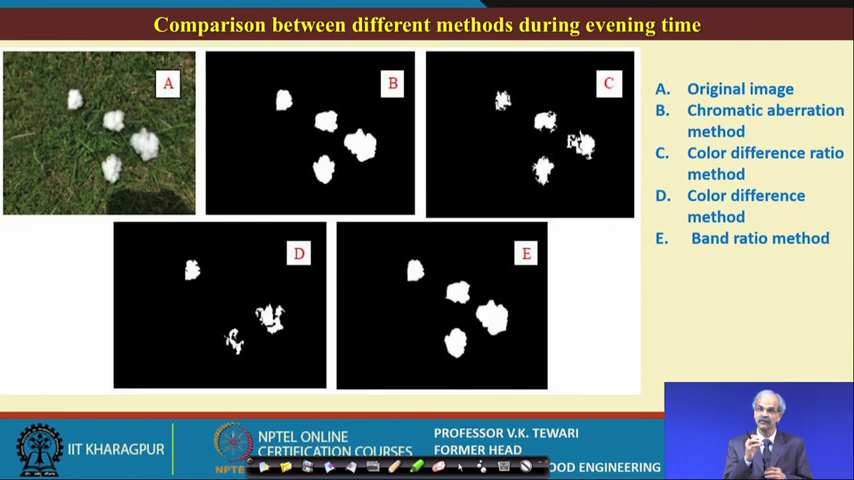 Comparison between different methods during evening time
A
B
C
D
E
A. Original image
B. Chromatic aberration
method
C. Color difference ratio
method
D. Color difference
method
E. Band ratio method
IIT KHARAGPUR
NPTEL
NPTEL ONLINE
CERTIFICATION COURSES
PROFESSOR V.K. TEWARI
FORMER HEAD
OOD ENGINEERING